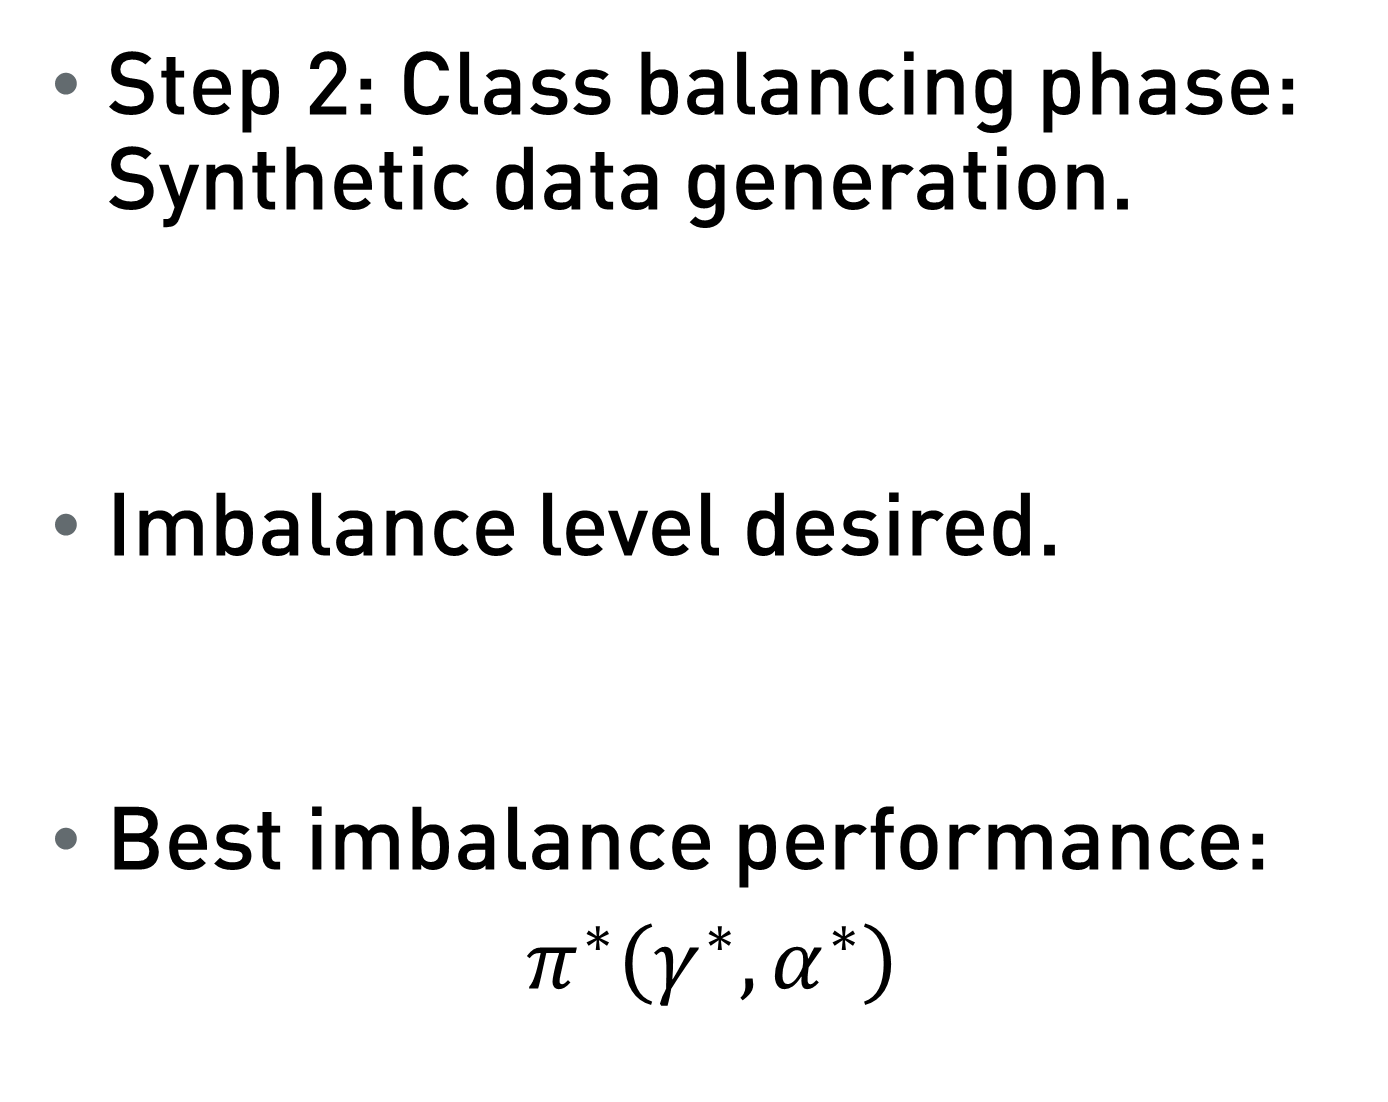 • Step 2: Class balancing phase:
Synthetic data generation.
• Imbalance level desired.
• Best imbalance performance:
π*(γ*, α*)